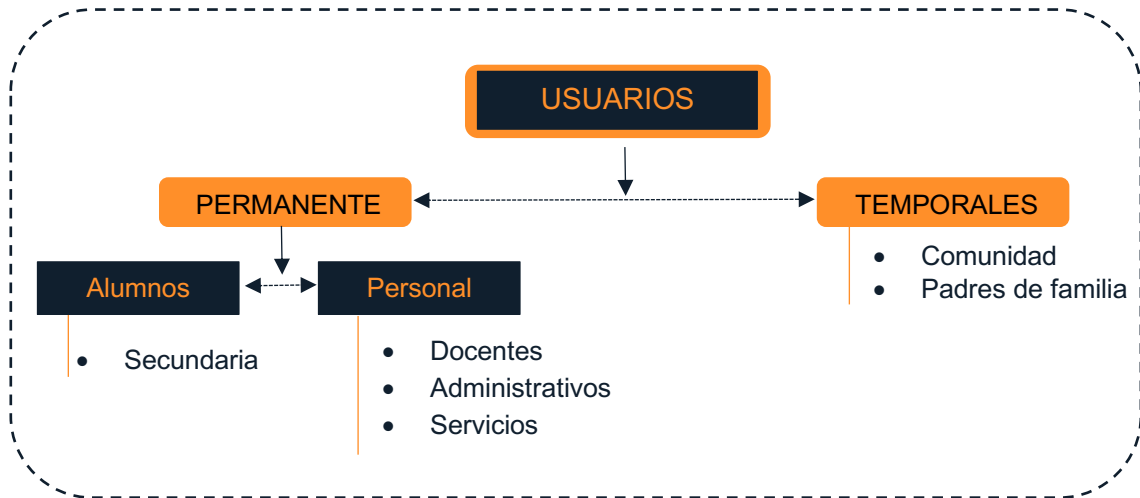 USUARIOS
PERMANENTE
TEMPORALES
Alumnos
Personal
• Comunidad
• Padres de familia
• Secundaria
• Docentes
• Administrativos
• Servicios